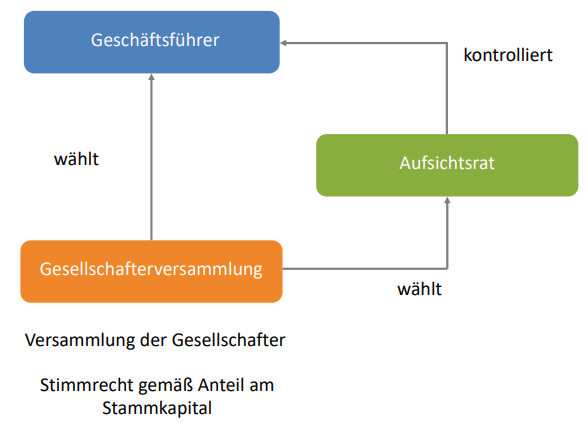 Geschäftsführer
kontrolliert
wählt
Aufsichtsrat
Gesellschafterversammlung
wählt
Versammlung der Gesellschafter
Stimmrecht gemäß Anteil am
Stammkapital